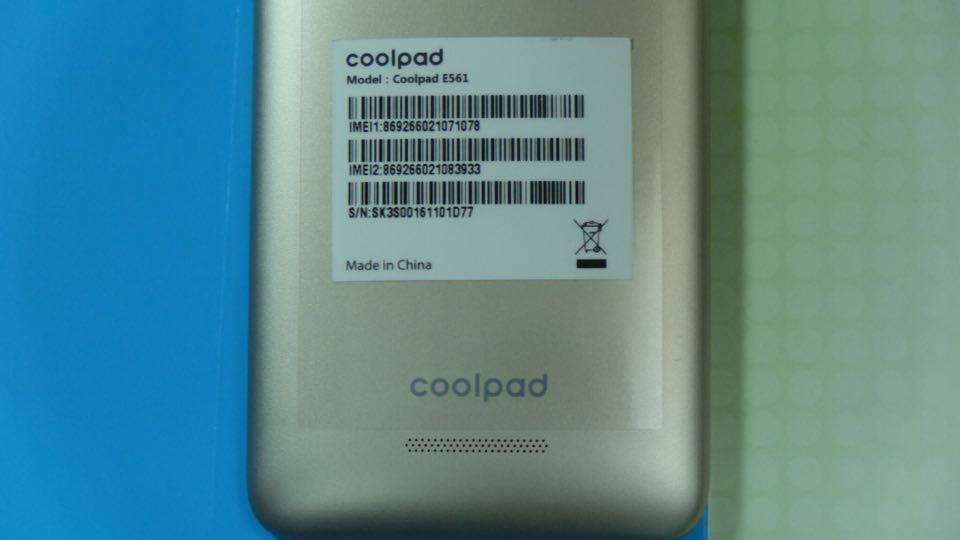 coolpad
Model : Coolpad E561
IMEI1:869266021071078
IMEI2:869266021083933
S/N:SK3S00161101D77
Made in China
coolpad